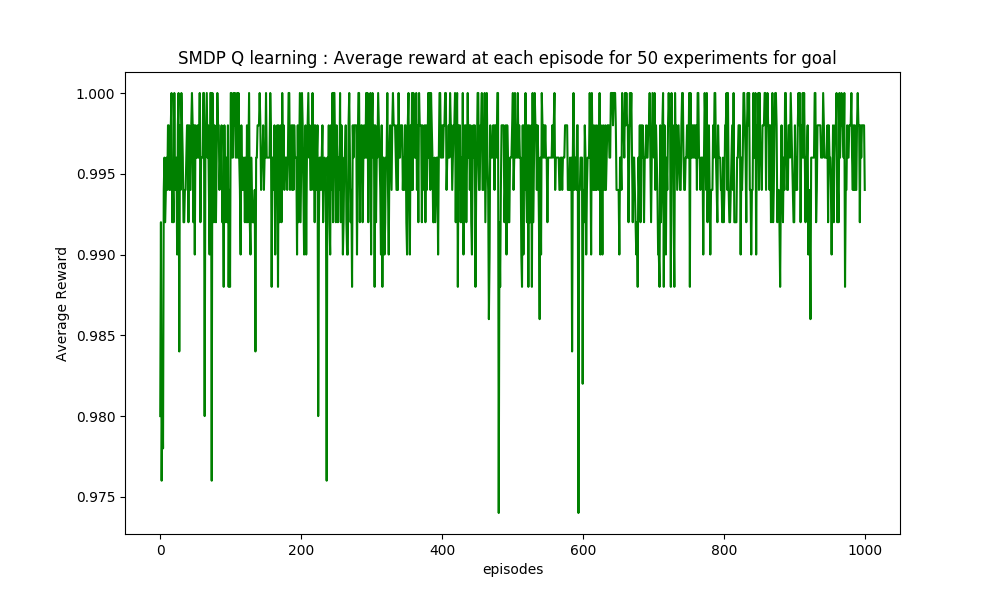 SMDP Q learning : Average reward at each episode for 50 experiments for goal
1.000
0.995
0.990
0.985
0.980
0.975
Average Reward
0 200 400 600 800 1000
episodes